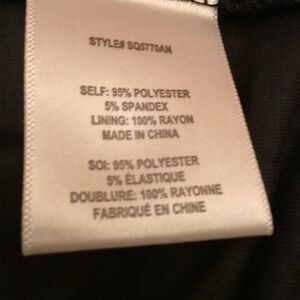 STYLE# SQ5770AN
SELF: 95% POLYESTER
5% SPANDEX
LINING: 100% RAYON
MADE IN CHINA
SOI: 95% POLYESTER
5% ÉLASTIQUE
DOUBLURE: 100% RAYONNE
FABRIQUÉ EN CHINE